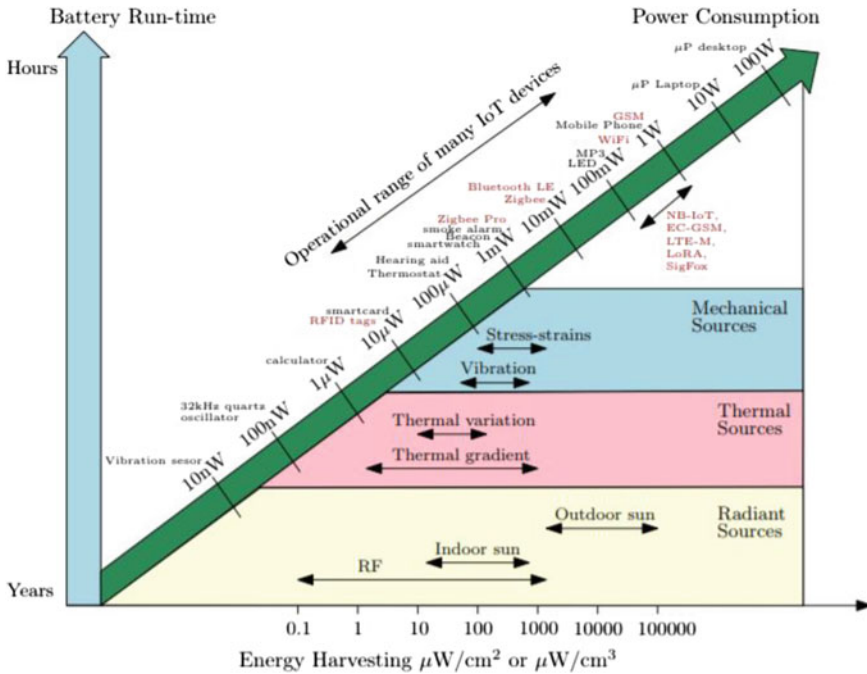 Battery Run-time
Power Consumption
Hours
Years
Operational range of many IoT devices
μP desktop
100W
μP Laptop
10W
GSM
Mobile Phone
WiFi
1W
MP3
LED
100mW
Bluetooth LE
Zigbee
10mW
Zigbee Pro
smoke alarm
Beacon
smartwatch
1mW
Hearing aid
Thermostat
100μW
smartcard
RFID tags
10μW
calculator
1μW
32kHz quartz
oscillator
100nW
Vibration sesor
10nW
NB-IoT,
EC-GSM,
LTE-M,
LoRA,
SigFox
Mechanical
Sources
Stress-strains
Vibration
Thermal
Sources
Thermal variation
Thermal gradient
Radiant
Sources
Outdoor sun
Indoor sun
RF
0.1 1 10 100 1000 10000 100000
Energy Harvesting μW/cm² or μW/cm³